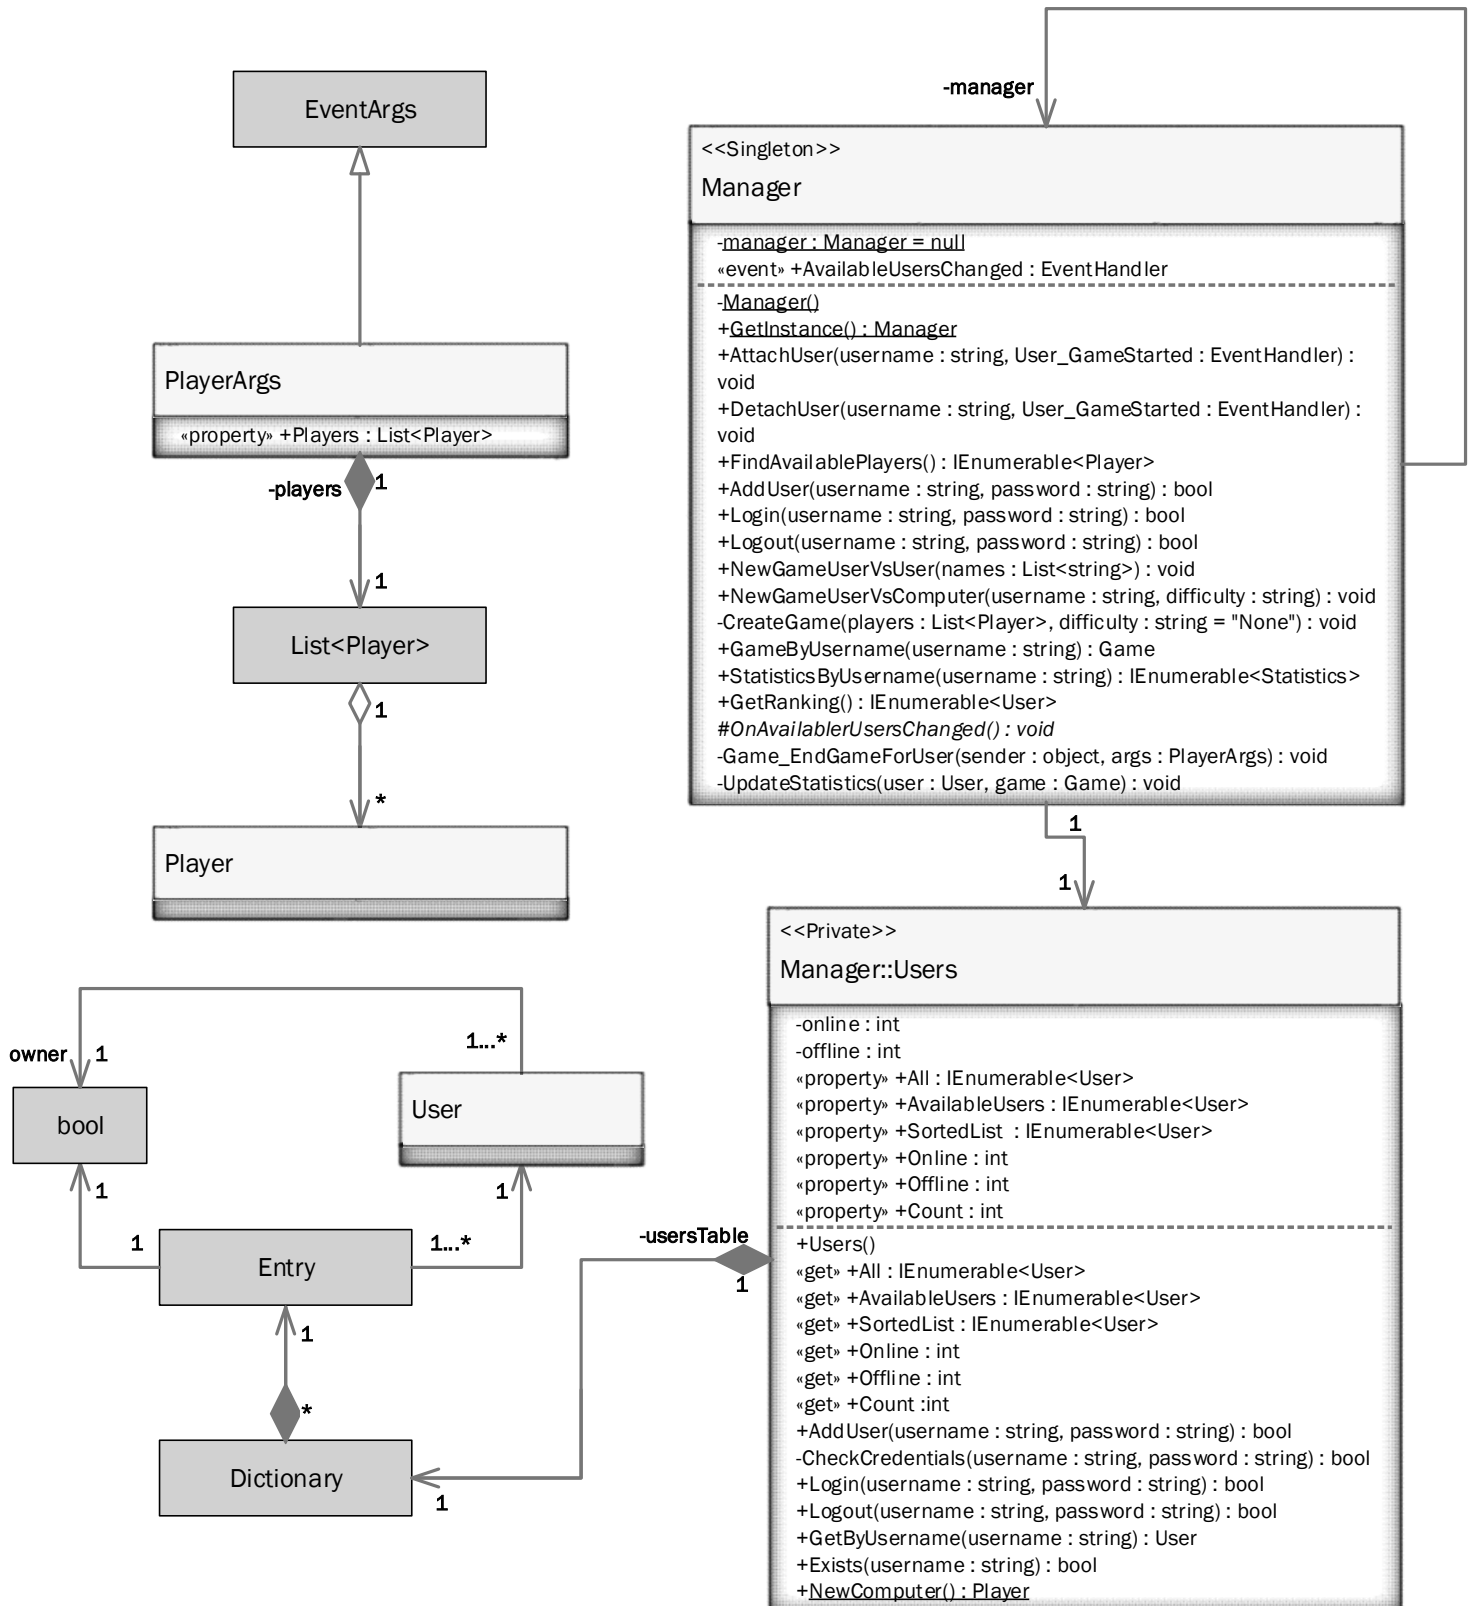 EventArgs
PlayerArgs
«property» +Players : List<Player>
-players
1
1
List<Player>
1
*
Player
-manager
<<Singleton>>
Manager
-manager : Manager = null
«event» +AvailableUsersChanged : EventHandler
-Manager()
+GetInstance() : Manager
+AttachUser(username : string, User_GameStarted : EventHandler) :
void
+DetachUser(username : string, User_GameStarted : EventHandler) :
void
+FindAvailablePlayers() : IEnumerable<Player>
+AddUser(username : string, password : string) : bool
+Login(username : string, password : string) : bool
+Logout(username : string, password : string) : bool
+NewGameUserVsUser(names : List<string>) : void
+NewGameUserVsComputer(username : string, difficulty : string) : void
-CreateGame(players : List<Player>, difficulty : string = "None") : void
+GameByUsername(username : string) : Game
+StatisticsByUsername(username : string) : IEnumerable<Statistics>
+GetRanking() : IEnumerable<User>
#OnAvailablerUsersChanged() : void
-Game_EndGameForUser(sender : object, args : PlayerArgs) : void
-UpdateStatistics(user : User, game : Game) : void
1
1
<<Private>>
Manager::Users
-online : int
-offline : int
«property» +All : IEnumerable<User>
«property» +AvailableUsers : IEnumerable<User>
«property» +SortedList : IEnumerable<User>
«property» +Online : int
«property» +Offline : int
«property» +Count : int
+Users()
«get» +All : IEnumerable<User>
«get» +AvailableUsers : IEnumerable<User>
«get» +SortedList : IEnumerable<User>
«get» +Online : int
«get» +Offline : int
«get» +Count :int
+AddUser(username : string, password : string) : bool
-CheckCredentials(username : string, password : string) : bool
+Login(username : string, password : string) : bool
+Logout(username : string, password : string) : bool
+GetByUsername(username : string) : User
+Exists(username : string) : bool
+NewComputer() : Player
owner
1
1...*
bool
User
1
1
1
1...*
Entry
1
*
Dictionary
-usersTable
1
1